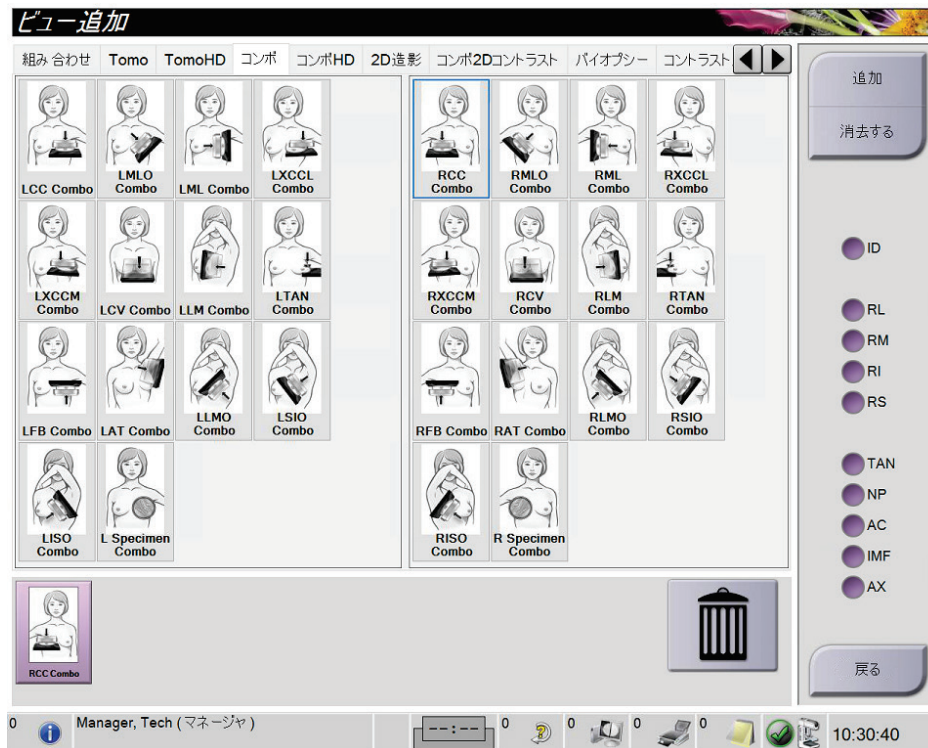 ビュー追加
組み合わせ Tomo TomoHD コンボ コンボHD 2D造影 コンボ2Dコントラスト バイオプシー コントラスト
追加
消去する
LCC Combo
LMLO
Combo
LML Combo
LXCCL
Combo
RCC
Combo
RMLO
Combo
RML
Combo
RXCCL
Combo
LXCCM
Combo
LCV Combo
LLM Combo
LTAN
Combo
RXCCM
Combo
RCV
Combo
RLM
Combo
RTAN
Combo
LFB Combo
LAT Combo
LLMO
Combo
LSIO
Combo
RFB Combo
RAT Combo
RLMO
Combo
RSIO
Combo
LISO
Combo
L Specimen
Combo
RISO
Combo
R Specimen
Combo
ID
RL
RM
RI
RS
TAN
NP
AC
IMF
AX
RCC Combo
戻る
0 Manager, Tech (マネージャ) --:-- 0 0 0 0 10:30:40